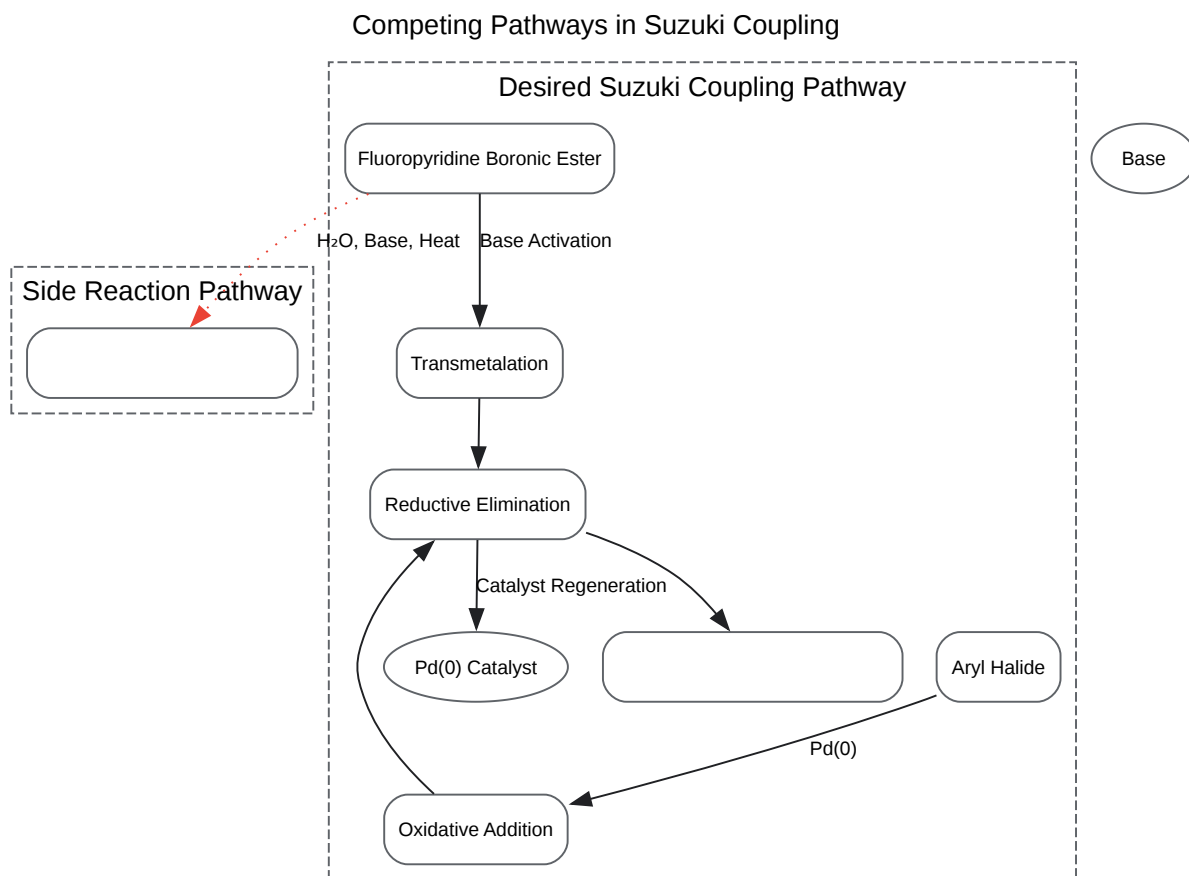 Competing Pathways in Suzuki Coupling
Desired Suzuki Coupling Pathway
Fluoropyridine Boronic Ester
Base
H₂O, Base, Heat
Base Activation
Side Reaction Pathway
Transmetalation
Reductive Elimination
Catalyst Regeneration
Pd(0) Catalyst
Aryl Halide
Pd(0)
Oxidative Addition